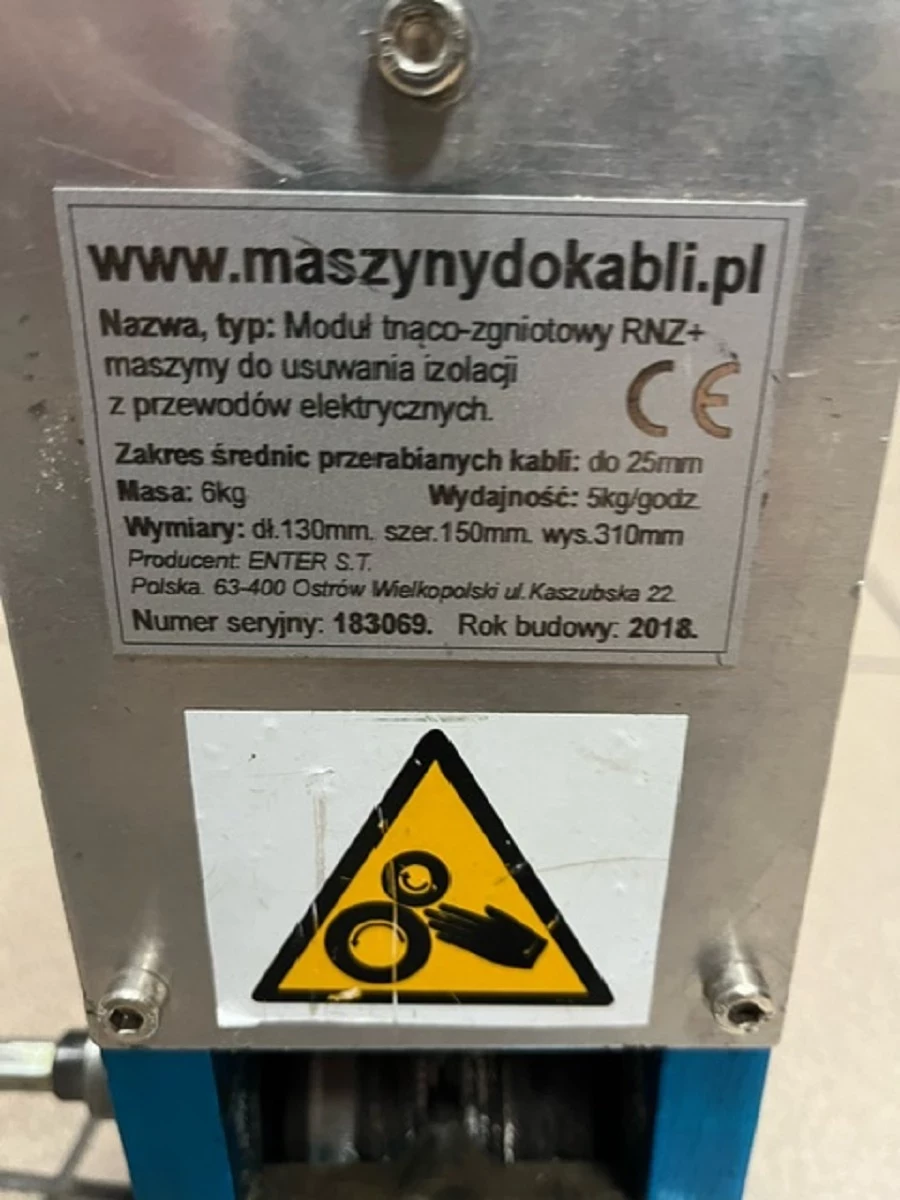 www.maszynydokabli.pl
Nazwa, typ: Moduł tnąco-zgniotowy RNZ+
maszyny do usuwania izolacji
z przewodów elektrycznych.
CE
Zakres średnic przerabianych kabli: do 25mm
Masa: 6kg Wydajność: 5kg/godz.
Wymiary: dł.130mm. szer.150mm. wys.310mm
Producent: ENTER S.T.
Polska. 63-400 Ostrów Wielkopolski ul.Kaszubska 22.
Numer seryjny: 183069. Rok budowy: 2018.